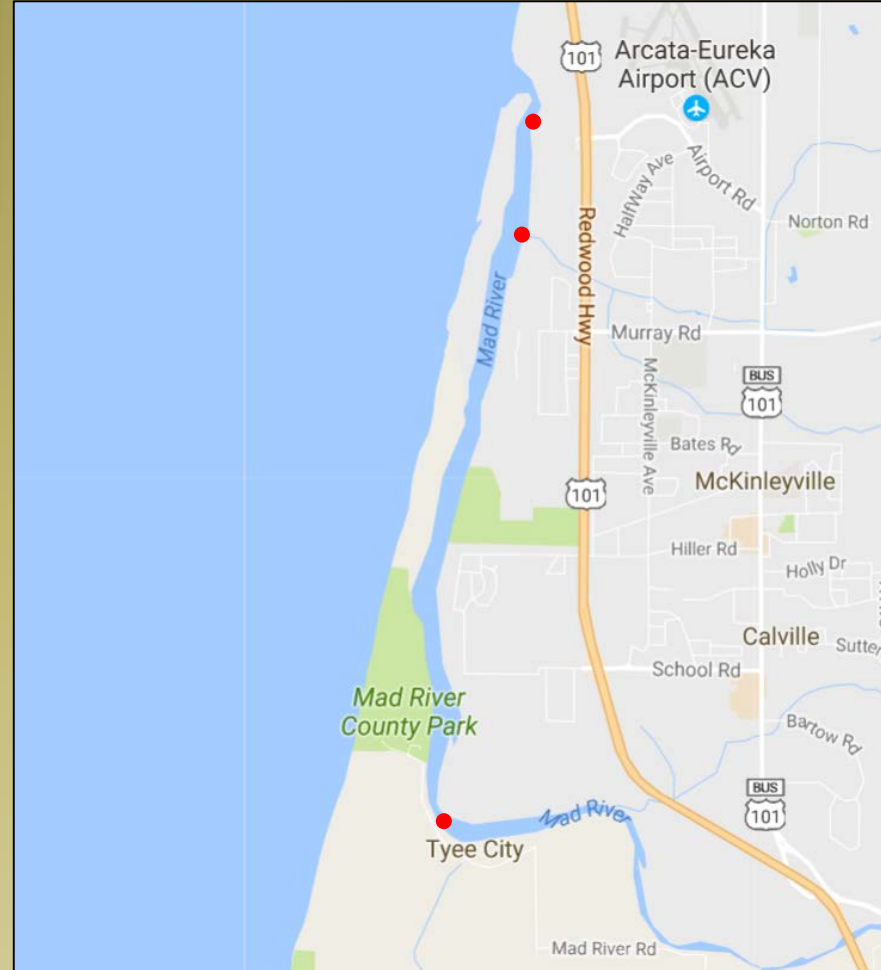 101
Arcata-Eureka
Airport (ACV)
HalfWay Ave
Airport Rd
Norton Rd
Redwood Hwy
Mad River
Murray Rd
McKinleyville Ave
BUS
101
Bates Rd
McKinleyville
101
Hiller Rd
Holly Dr
Calville
Sutter
School Rd
Mad River
County Park
Bartow Rd
BUS
101
Mad River
Tyee City
Mad River Rd